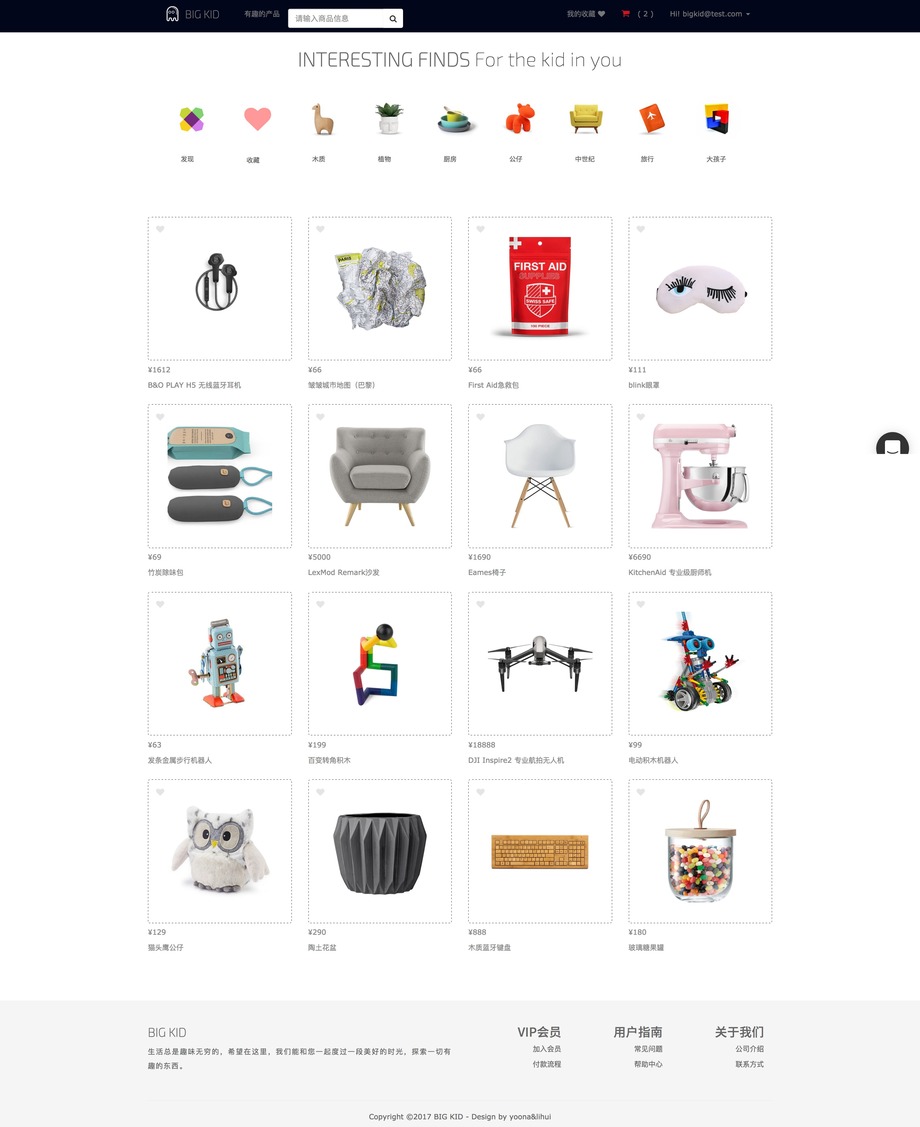 BIG KID
有趣的产品
请输入商品信息
我的收藏
( 2 )
Hi! bigkid@test.com
INTERESTING FINDS For the kid in you
发现
收藏
木质
植物
厨房
公仔
中世纪
旅行
大孩子
PARIS
FIRST AID
SUPPLIES
SWISS SAFE
100 PIECE
¥1612
¥66
¥66
¥111
B&O PLAY H5 无线蓝牙耳机
皱皱城市地图（巴黎）
First Aid急救包
blink眼罩
¥69
¥5000
¥1690
¥6690
竹炭除味包
LexMod Remark沙发
Eames椅子
KitchenAid 专业级厨师机
¥63
¥199
¥18888
¥99
发条金属步行机器人
百变转角积木
DJI Inspire2 专业航拍无人机
电动积木机器人
¥129
¥290
¥888
¥180
猫头鹰公仔
陶土花盆
木质蓝牙键盘
玻璃糖果罐
BIG KID
生活总是趣味无穷的，希望在这里，我们能和您一起度过一段美好的时光，探索一切有
趣的东西。
VIP会员
加入会员
付款流程
用户指南
常见问题
帮助中心
关于我们
公司介绍
联系方式
Copyright ©2017 BIG KID - Design by yoona&lihui